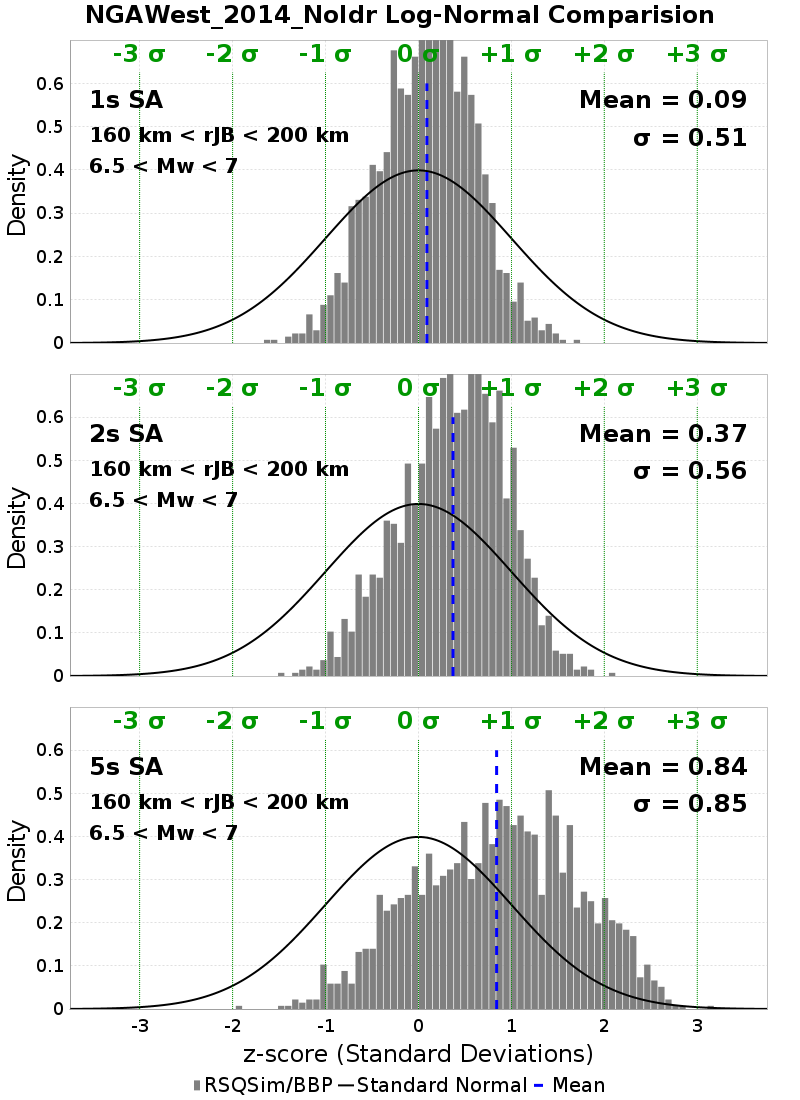 NGAWest_2014_NoIdr Log-Normal Comparision
-3 σ -2 σ -1 σ 0 σ +1 σ +2 σ +3 σ
1s SA
Mean = 0.09
160 km < rJB < 200 km
σ = 0.51
6.5 < Mw < 7
Density
0.6
0.5
0.4
0.3
0.2
0.1
0
-3 σ -2 σ -1 σ 0 σ +1 σ +2 σ +3 σ
2s SA
Mean = 0.37
160 km < rJB < 200 km
σ = 0.56
6.5 < Mw < 7
Density
0.6
0.5
0.4
0.3
0.2
0.1
0
-3 σ -2 σ -1 σ 0 σ +1 σ +2 σ +3 σ
5s SA
Mean = 0.84
160 km < rJB < 200 km
σ = 0.85
6.5 < Mw < 7
Density
0.6
0.5
0.4
0.3
0.2
0.1
0
-3 -2 -1 0 1 2 3
z-score (Standard Deviations)
RSQSim/BBP Standard Normal Mean